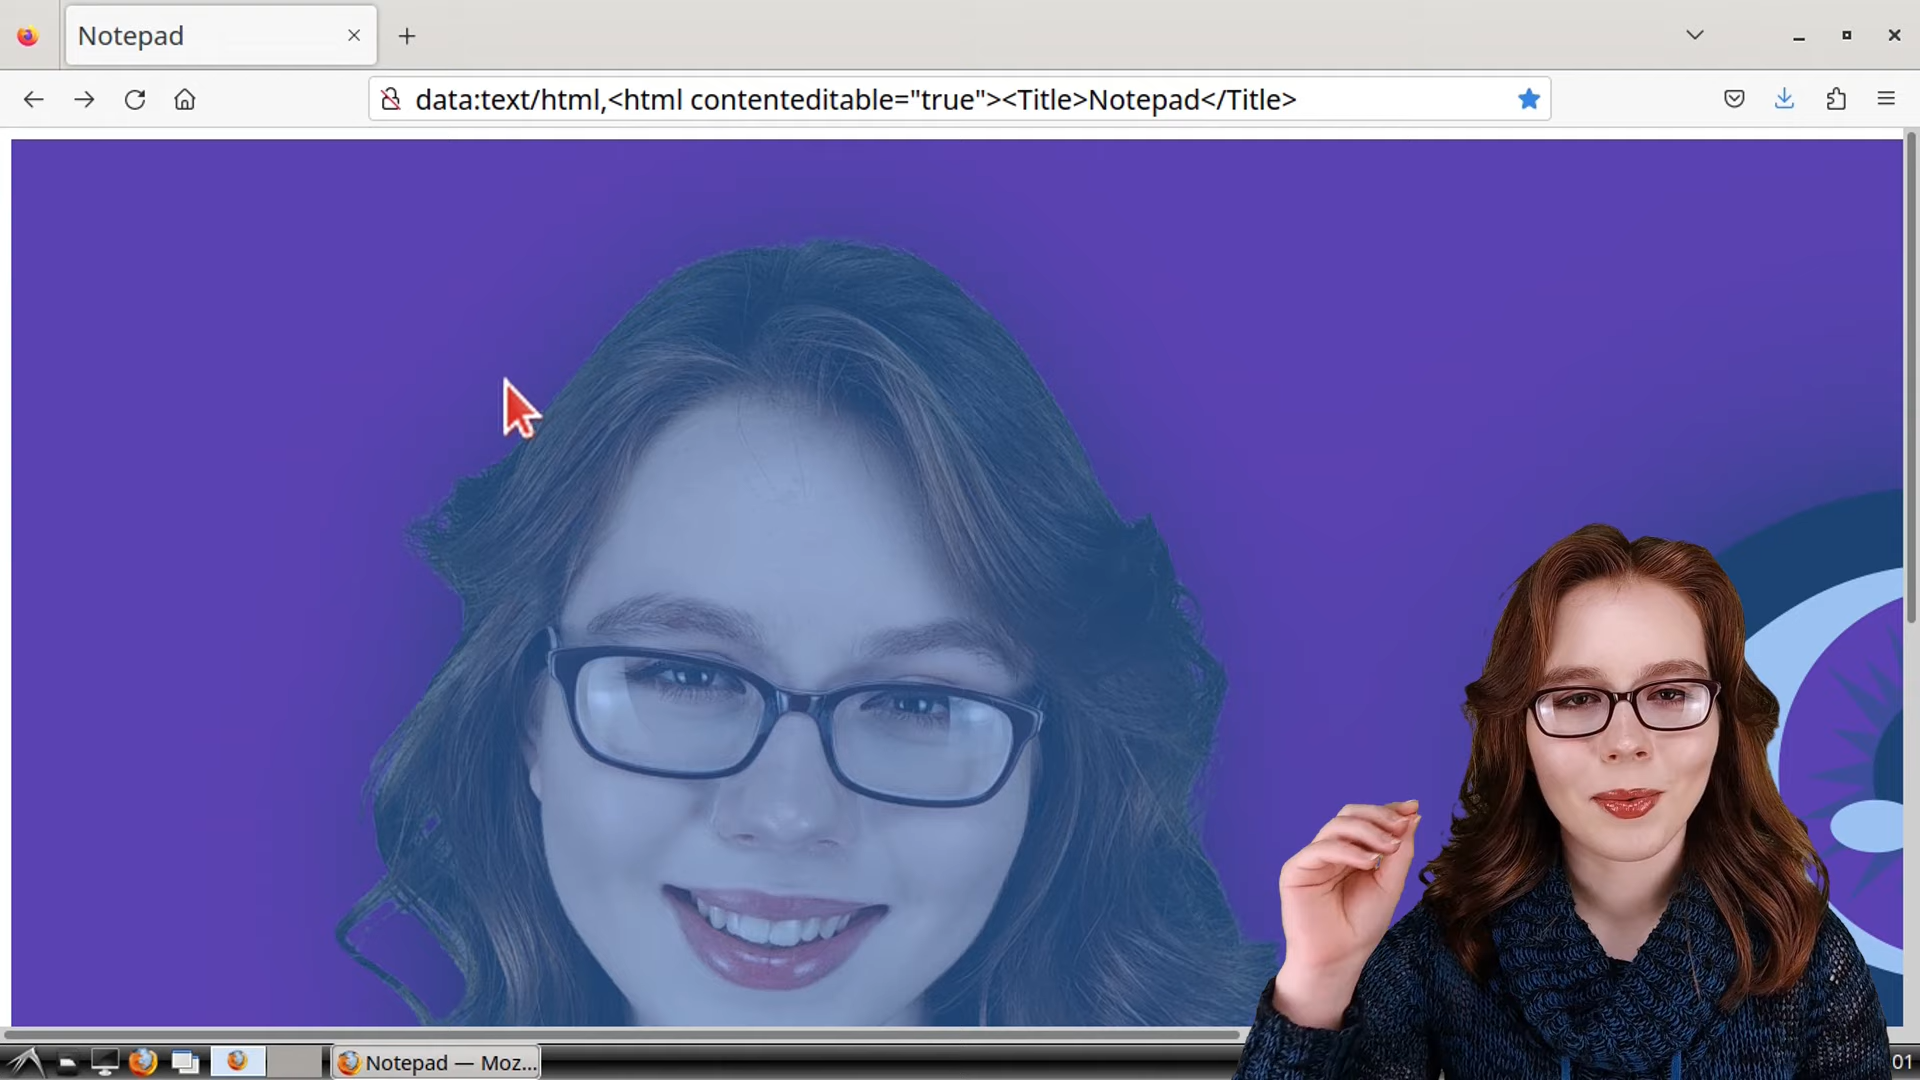 Notepad
data:text/html,<html contenteditable="true"><Title>Notepad</Title>
Notepad — Moz...
01